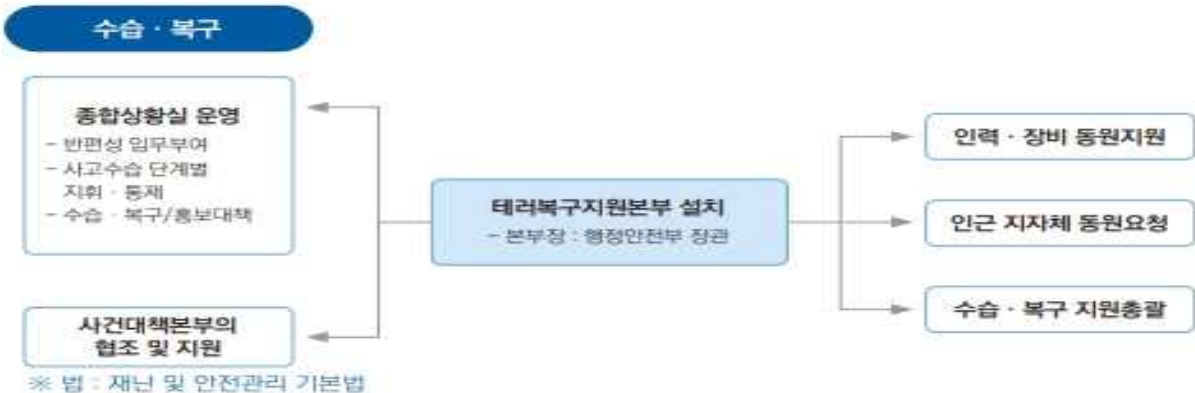 수습 · 복구
종합상황실 운영
- 반편성 임무부여
- 사고수습 단계별
지휘 · 통제
- 수습 · 복구/홍보대책
사건대책본부의
협조 및 지원
테러복구지원본부 설치
- 본부장 : 행정안전부 장관
인력 · 장비 동원지원
인근 지자체 동원요청
수습 · 복구 지원총괄
※ 법 : 재난 및 안전관리 기본법